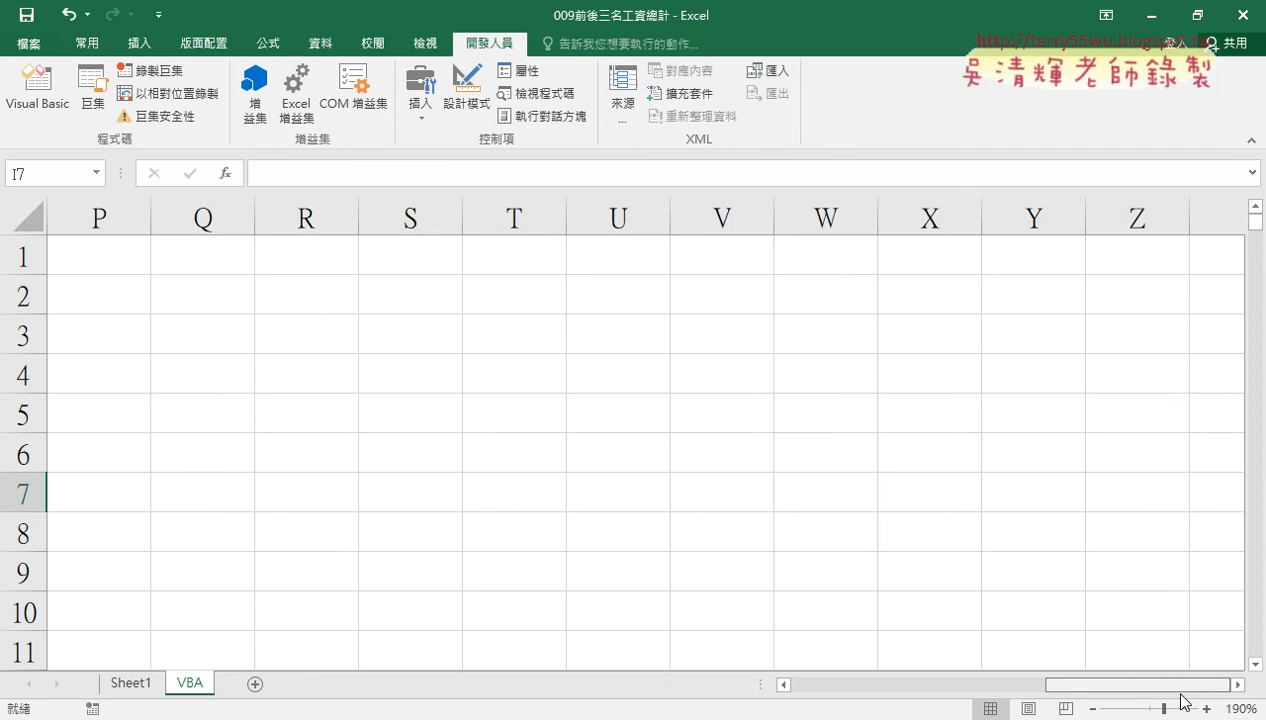 009前後三名工資總計 - Excel
檔案 常用 插入 版面配置 公式 資料 校閱 檢視 開發人員 告訴我您想要執行的動作... 登入 共用
http://terry55wu.blogspot.tw
吳清輝老師錄製
Visual Basic 巨集 錄製巨集 以相對位置錄製 巨集安全性 程式碼
增益集 Excel 增益集 COM 增益集 增益集
插入 設計模式 屬性 檢視程式碼 執行對話方塊 控制項
來源... 對應內容 擴充套件 重新整理資料 匯入 匯出 XML
I7 fx
P Q R S T U V W X Y Z
1
2
3
4
5
6
7
8
9
10
11
Sheet1 VBA
就緒 190%